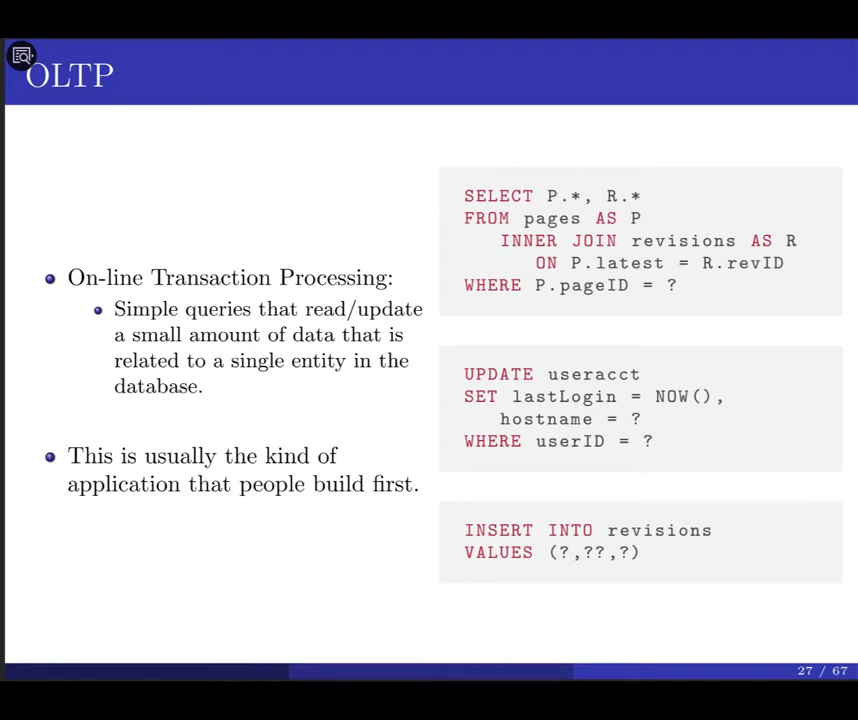 OLTP
On-line Transaction Processing:
Simple queries that read/update
a small amount of data that is
related to a single entity in the
database.
This is usually the kind of
application that people build first.
SELECT P.*, R.*
FROM pages AS P
INNER JOIN revisions AS R
ON P.latest = R.revID
WHERE P.pageID = ?
UPDATE useracct
SET lastLogin = NOW(),
hostname = ?
WHERE userID = ?
INSERT INTO revisions
VALUES (?,??,?)
27 / 67